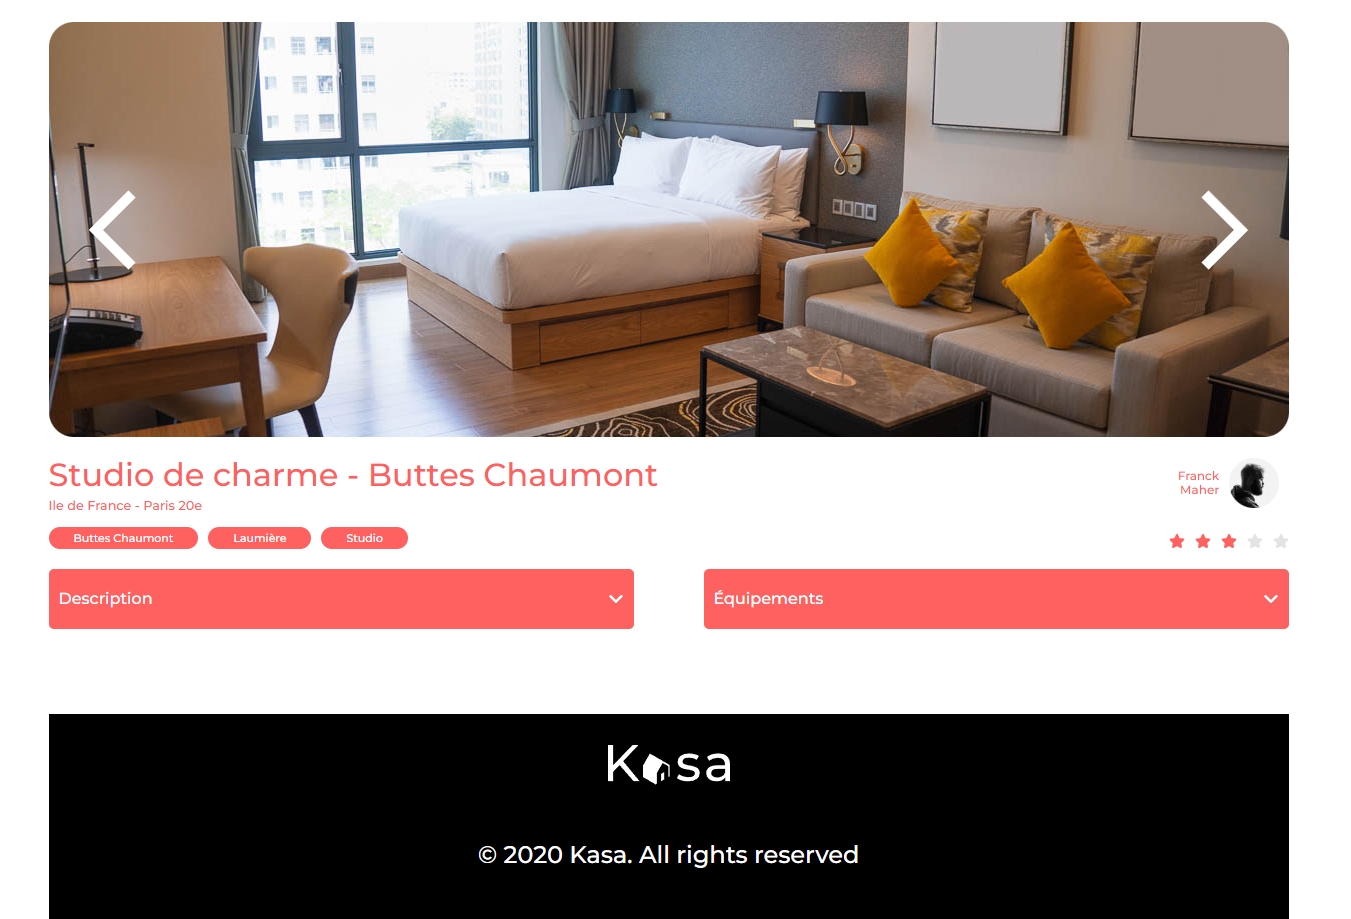 Studio de charme - Buttes Chaumont
Ile de France - Paris 20e
Franck
Maher
Buttes Chaumont
Laumière
Studio
Description
Équipements
Kasa
© 2020 Kasa. All rights reserved